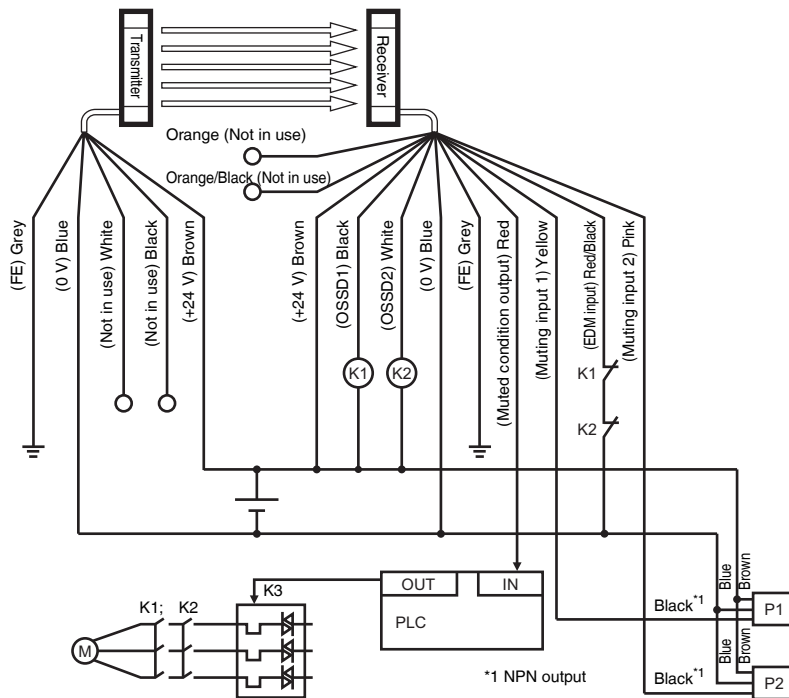 Transmitter
Receiver
Orange (Not in use)
Orange/Black (Not in use)
(FE) Grey
(0 V) Blue
(Not in use) White
(Not in use) Black
(+24 V) Brown
(+24 V) Brown
(OSSD1) Black
(OSSD2) White
(0 V) Blue
(FE) Grey
(Muted condition output) Red
(Muting input 1) Yellow
(EDM input) Red/Black
(Muting input 2) Pink
K1
K2
K1
K2
Blue
Brown
K3
OUT
IN
PLC
Black*1
P1
K1;
K2
M
Blue
Brown
*1 NPN output
Black*1
P2